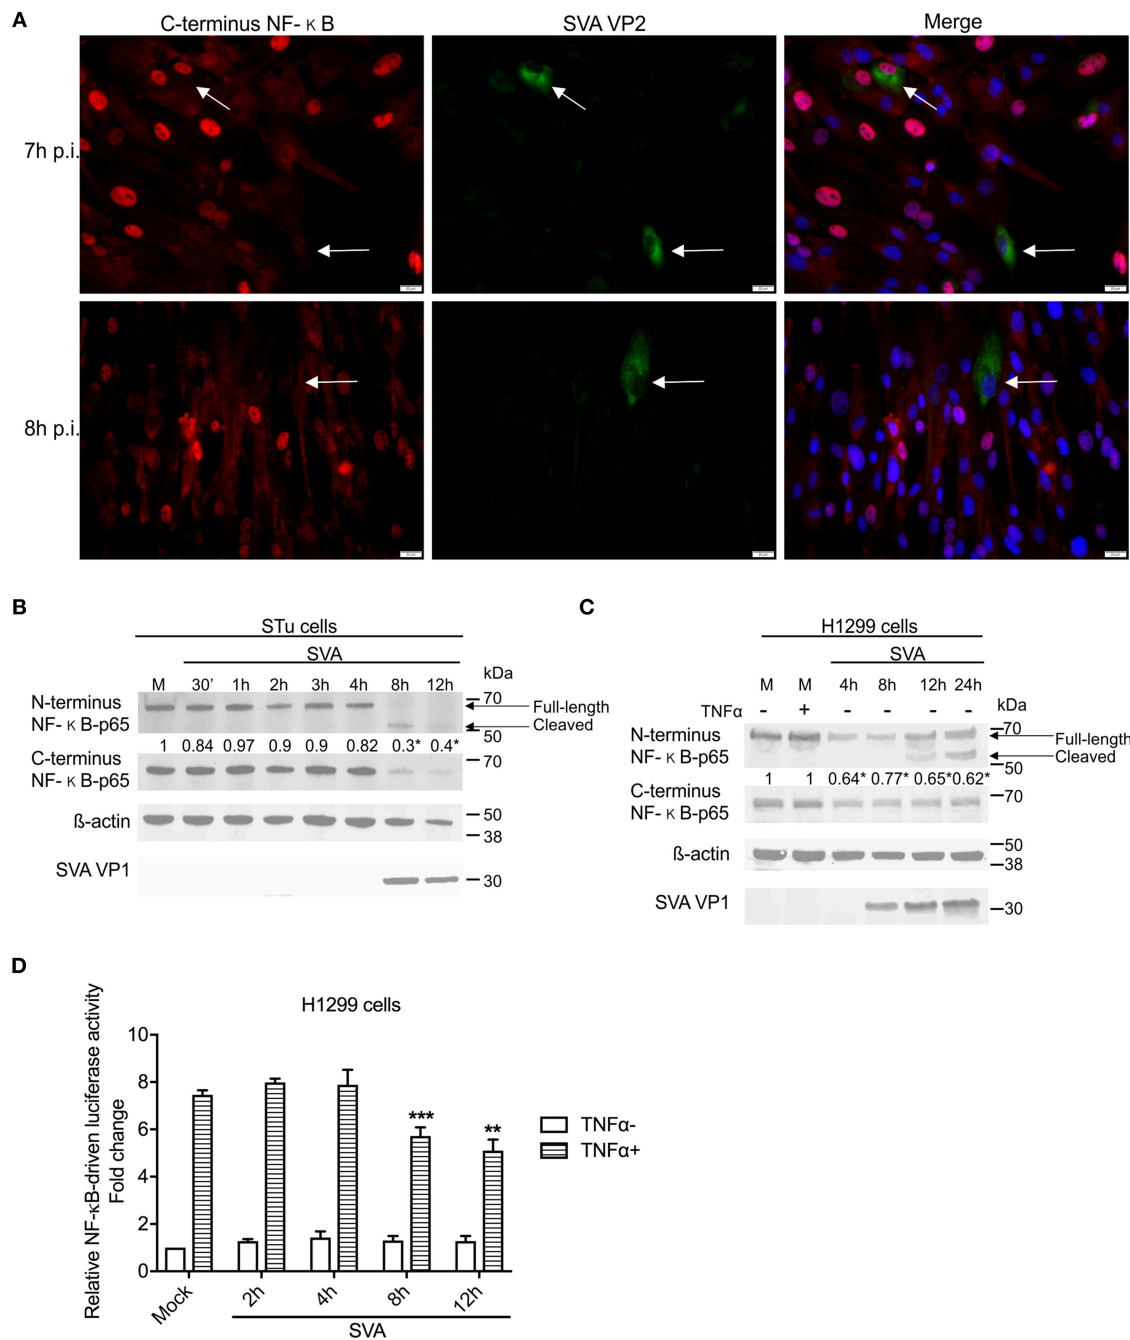 A
C-terminus NF-κB
SVA VP2
Merge
7h p.i.
8h p.i.
B
STu cells
SVA
kDa
M 30’ 1h 2h 3h 4h 8h 12h
N-terminus
NF-κB-p65
70
Full-length
Cleaved
50
1 0.84 0.97 0.9 0.9 0.82 0.3* 0.4*
C-terminus
NF-κB-p65
70
ß-actin
50
38
SVA VP1
30
C
H1299 cells
SVA
M M 4h 8h 12h 24h
kDa
TNFα - + - - - -
N-terminus
NF-κB-p65
70
Full-length
Cleaved
50
1 1 0.64* 0.77* 0.65* 0.62*
C-terminus
NF-κB-p65
70
ß-actin
50
38
SVA VP1
30
D
H1299 cells
Relative NF-κB-driven luciferase activity
Fold change
10
8
6
4
2
0
***
**
TNFα-
TNFα+
Mock 2h 4h 8h 12h
SVA